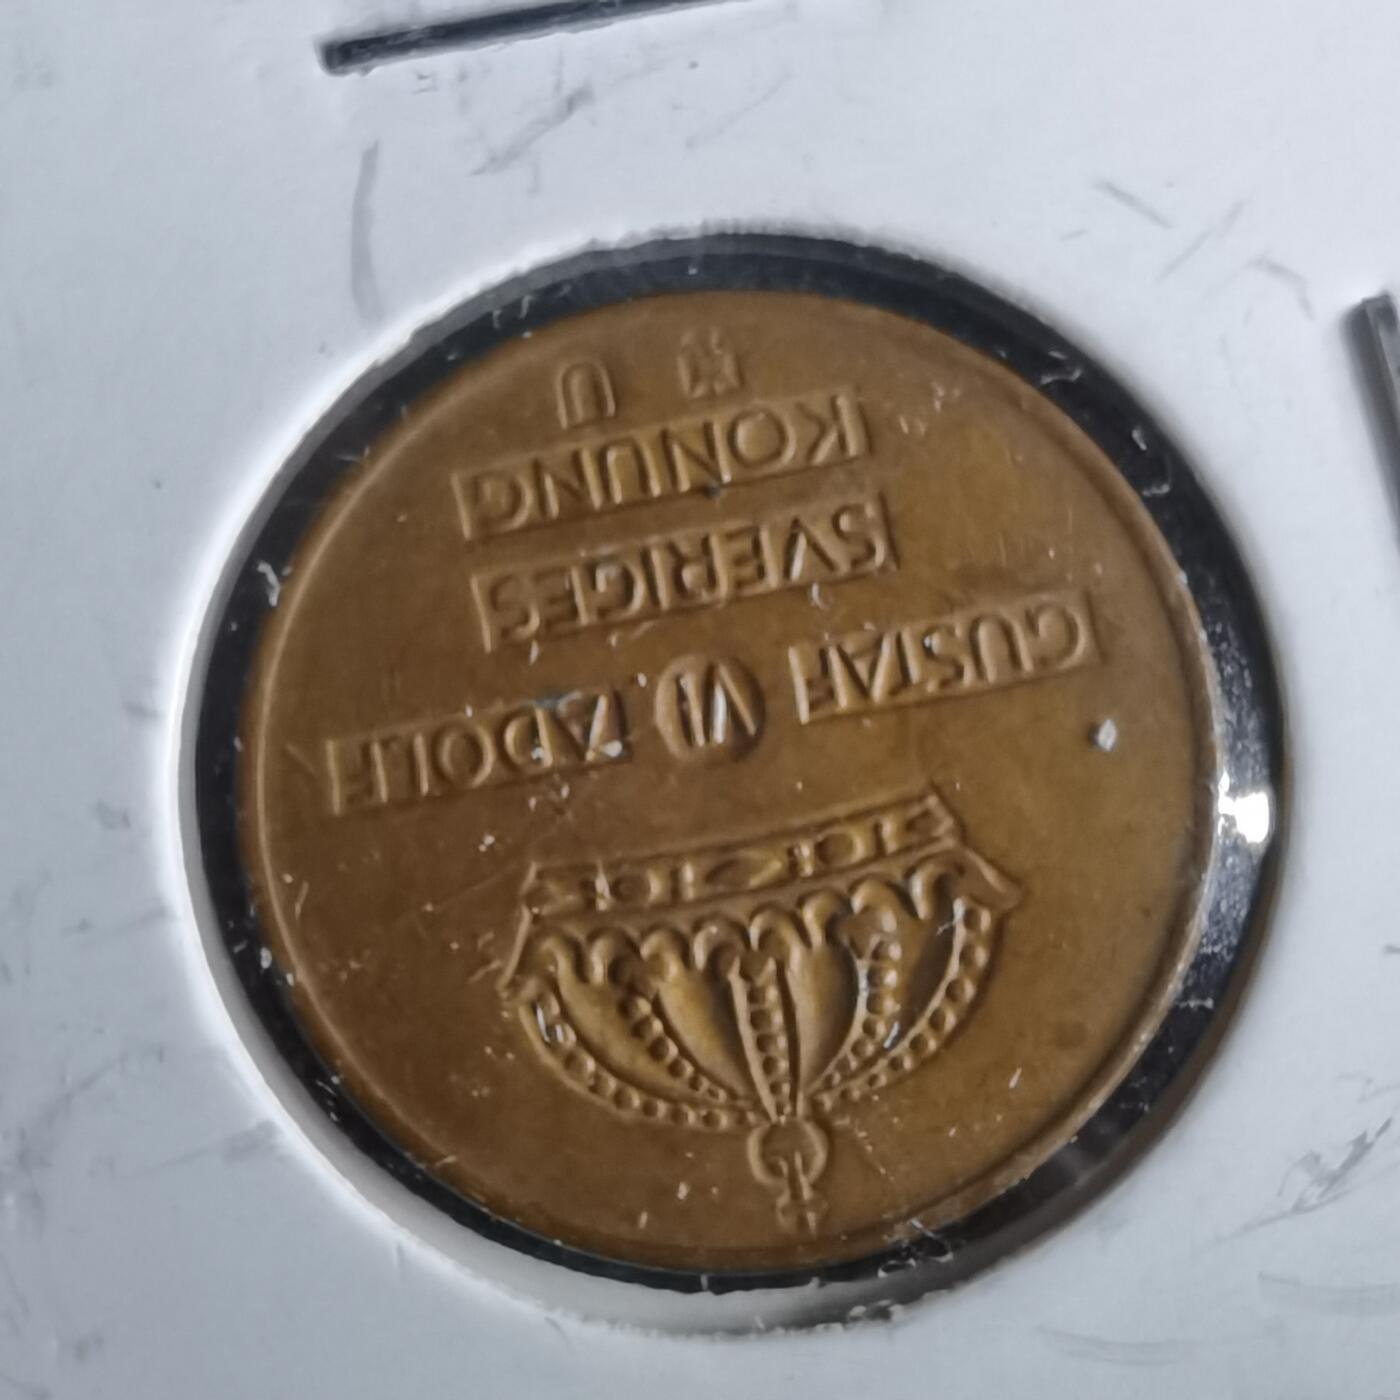 GUSTAF VI ADOLF
SVERIGES
KONUNG
U